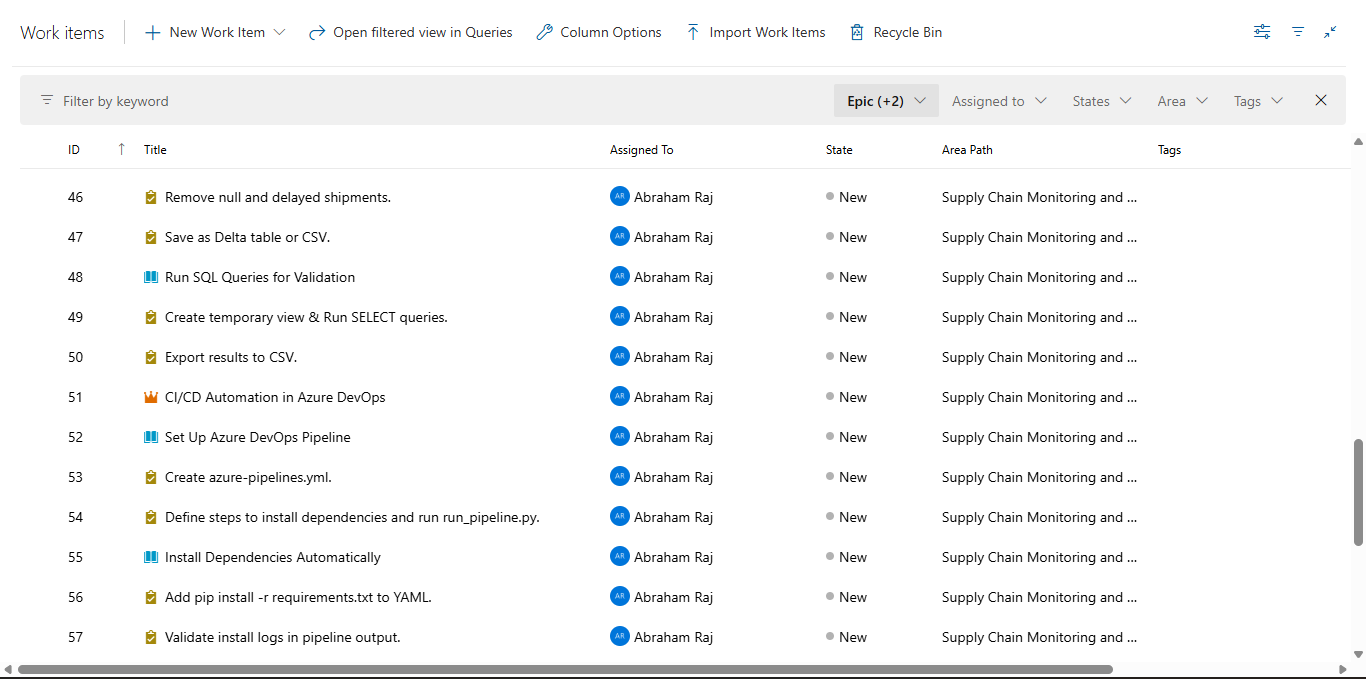 Work items New Work Item Open filtered view in Queries Column Options Import Work Items Recycle Bin
Filter by keyword Epic (+2) Assigned to States Area Tags
ID ↑ Title Assigned To State Area Path Tags
46 Remove null and delayed shipments. AR Abraham Raj New Supply Chain Monitoring and ...
47 Save as Delta table or CSV. AR Abraham Raj New Supply Chain Monitoring and ...
48 Run SQL Queries for Validation AR Abraham Raj New Supply Chain Monitoring and ...
49 Create temporary view & Run SELECT queries. AR Abraham Raj New Supply Chain Monitoring and ...
50 Export results to CSV. AR Abraham Raj New Supply Chain Monitoring and ...
51 CI/CD Automation in Azure DevOps AR Abraham Raj New Supply Chain Monitoring and ...
52 Set Up Azure DevOps Pipeline AR Abraham Raj New Supply Chain Monitoring and ...
53 Create azure-pipelines.yml. AR Abraham Raj New Supply Chain Monitoring and ...
54 Define steps to install dependencies and run run_pipeline.py. AR Abraham Raj New Supply Chain Monitoring and ...
55 Install Dependencies Automatically AR Abraham Raj New Supply Chain Monitoring and ...
56 Add pip install -r requirements.txt to YAML. AR Abraham Raj New Supply Chain Monitoring and ...
57 Validate install logs in pipeline output. AR Abraham Raj New Supply Chain Monitoring and ...